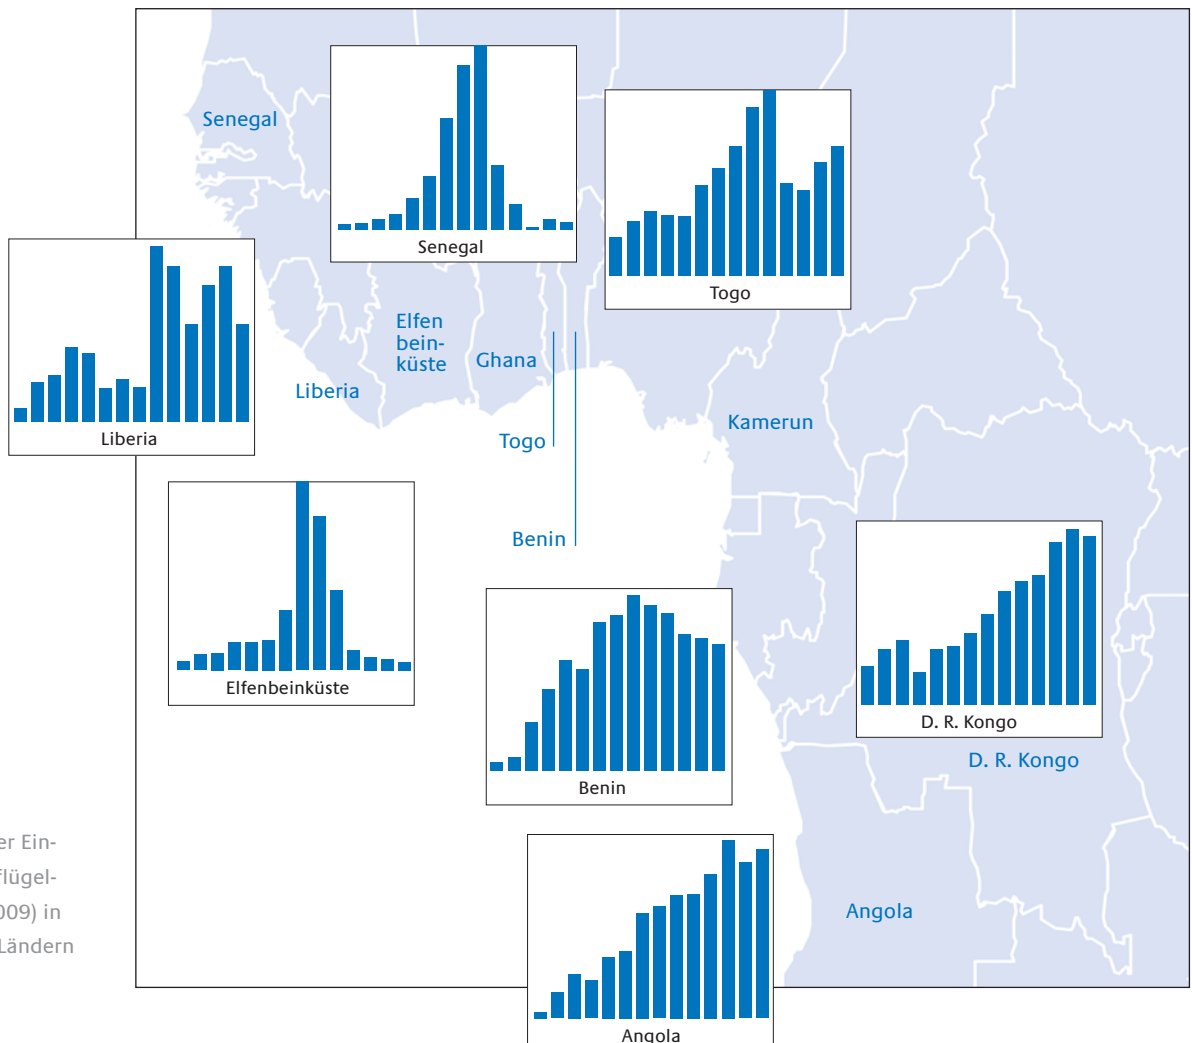 Senegal
Senegal
Togo
Liberia
Elfen
bein-
küste
Ghana
Liberia
Kamerun
Togo
Benin
Elfenbeinküste
Benin
D. R. Kongo
D. R. Kongo
er Ein-
flügel-
009) in
Ländern
Angola
Angola